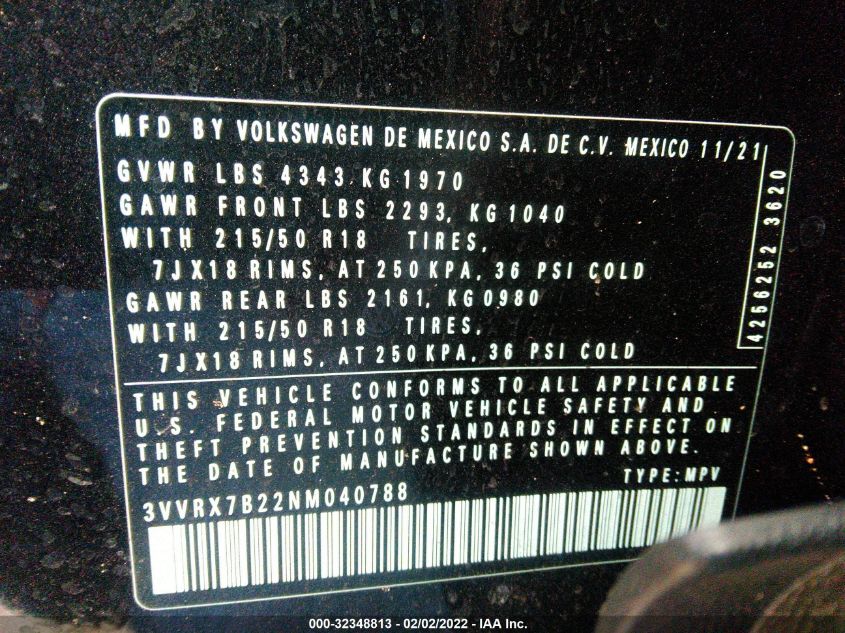 MFD BY VOLKSWAGEN DE MEXICO S.A. DE C.V. MEXICO 11/21
GVWR LBS 4343 KG 1970
GAWR FRONT LBS 2293, KG 1040
WITH 215/50 R18 TIRES,
7JX18 RIMS, AT 250 KPA, 36 PSI COLD
GAWR REAR LBS 2161, KG 0980
WITH 215/50 R18 TIRES,
7JX18 RIMS, AT 250 KPA, 36 PSI COLD
4256252 3620
THIS VEHICLE CONFORMS TO ALL APPLICABLE
U.S. FEDERAL MOTOR VEHICLE SAFETY AND
THEFT PREVENTION STANDARDS IN EFFECT ON
THE DATE OF MANUFACTURE SHOWN ABOVE.
TYPE: MPV
3VVRX7B22NM040788
000-32348813 - 02/02/2022 - IAA Inc.